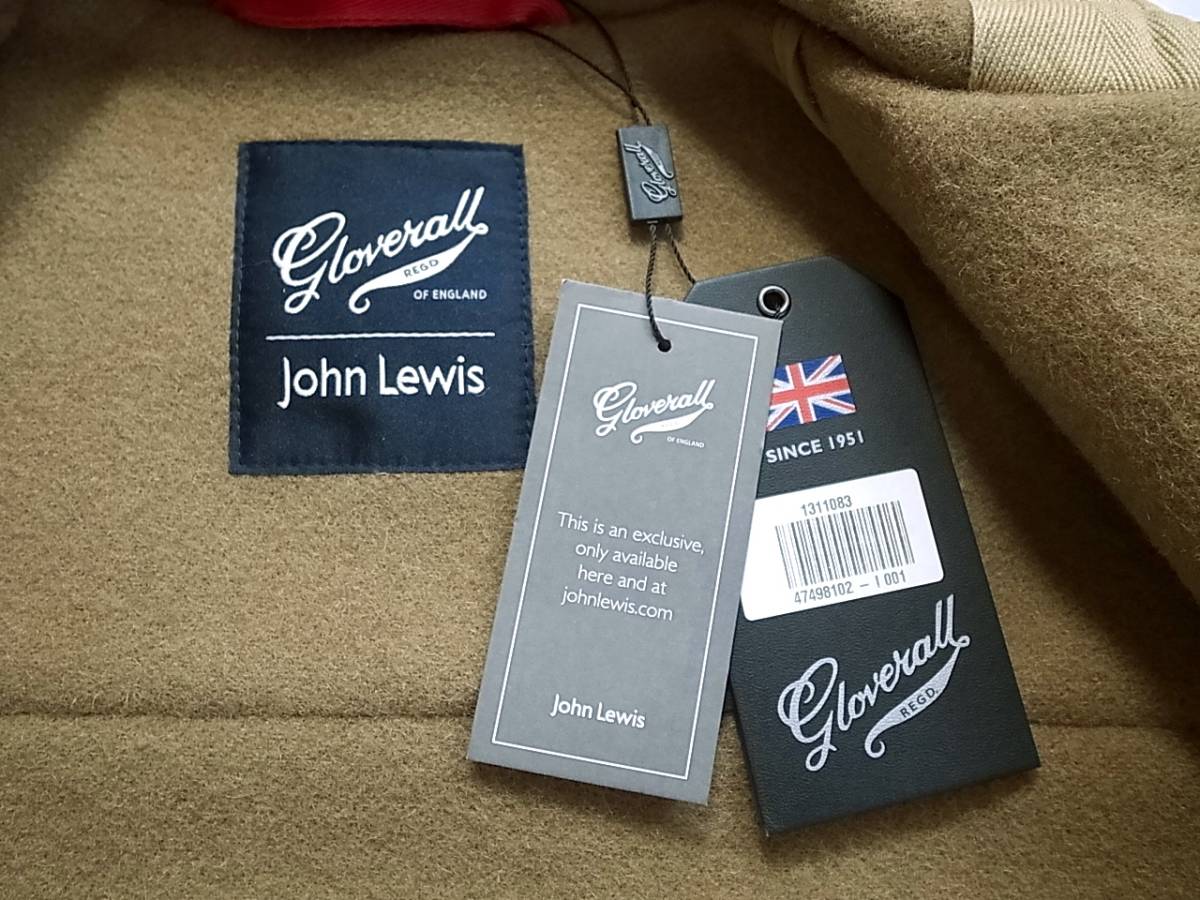 Gloverall
REGD
OF ENGLAND
John Lewis
Gloverall
Gloverall
OF ENGLAND
This is an exclusive,
only available
here and at
johnlewis.com
John Lewis
SINCE 1951
1311083
47498102 - 1 001
Gloverall
REGD.